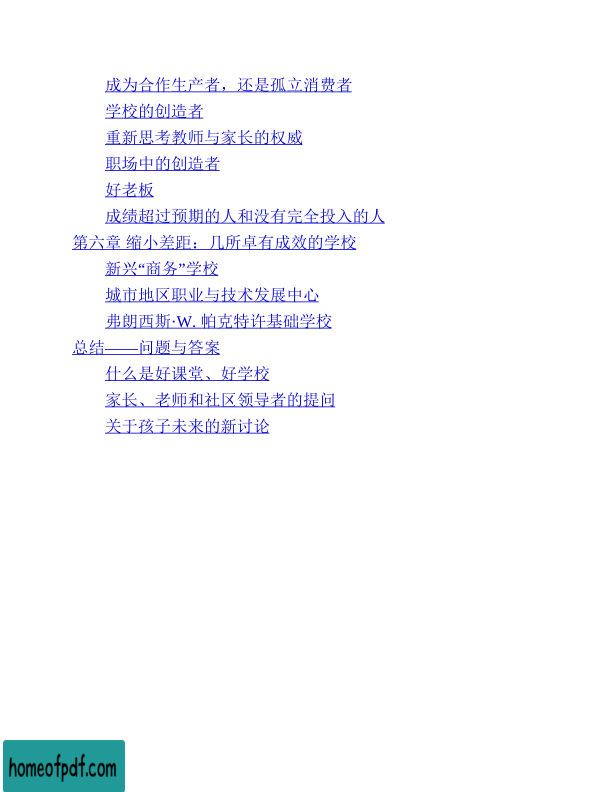 成为合作生产者，还是孤立消费者
学校的创造者
重新思考教师与家长的权威
职场中的创造者
好老板
成绩超过预期的人和没有完全投入的人
第六章 缩小差距：几所卓有成效的学校
新兴“商务”学校
城市地区职业与技术发展中心
弗朗西斯·W. 帕克特许基础学校
总结——问题与答案
什么是好课堂、好学校
家长、老师和社区领导者的提问
关于孩子未来的新讨论
homeofpdf.com